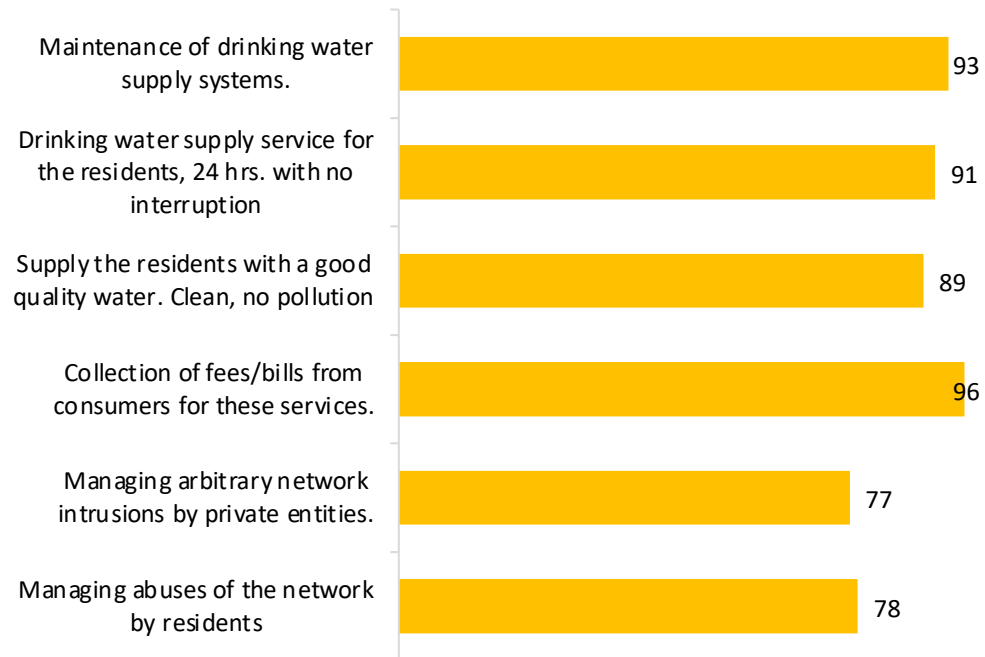 Maintenance of drinking water
supply systems.
93
Drinking water supply service for
the residents, 24 hrs. with no
interruption
91
Supply the residents with a good
quality water. Clean, no pollution
89
Collection of fees/bills from
consumers for these services.
96
Managing arbitrary network
intrusions by private entities.
77
Managing abuses of the network
by residents
78